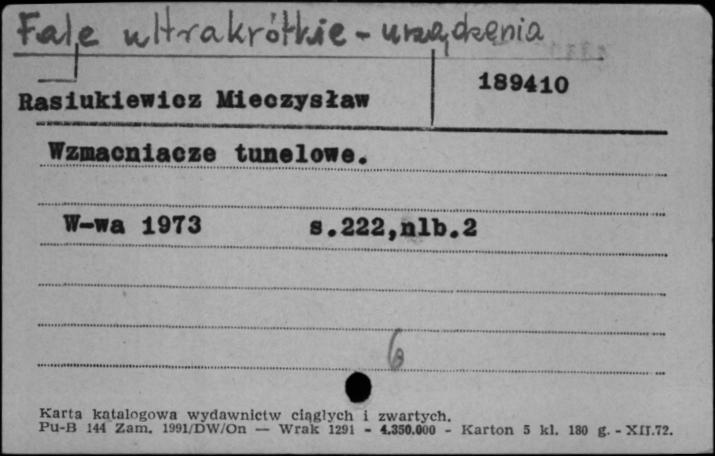 Fale ultrakrótkie - urządzenia
189410
Rasiukiewicz Mieczysław
Wzmacniacze tunelowe.
W-wa 1973 s.222,nlb.2
6
Karta katalogowa wydawnictw ciągłych i zwartych.
Pu-B 144 Zam. 1991/DW/On — Wrak 1291 - 4.350.000 - Karton 5 kl. 180 g. - XII.72.